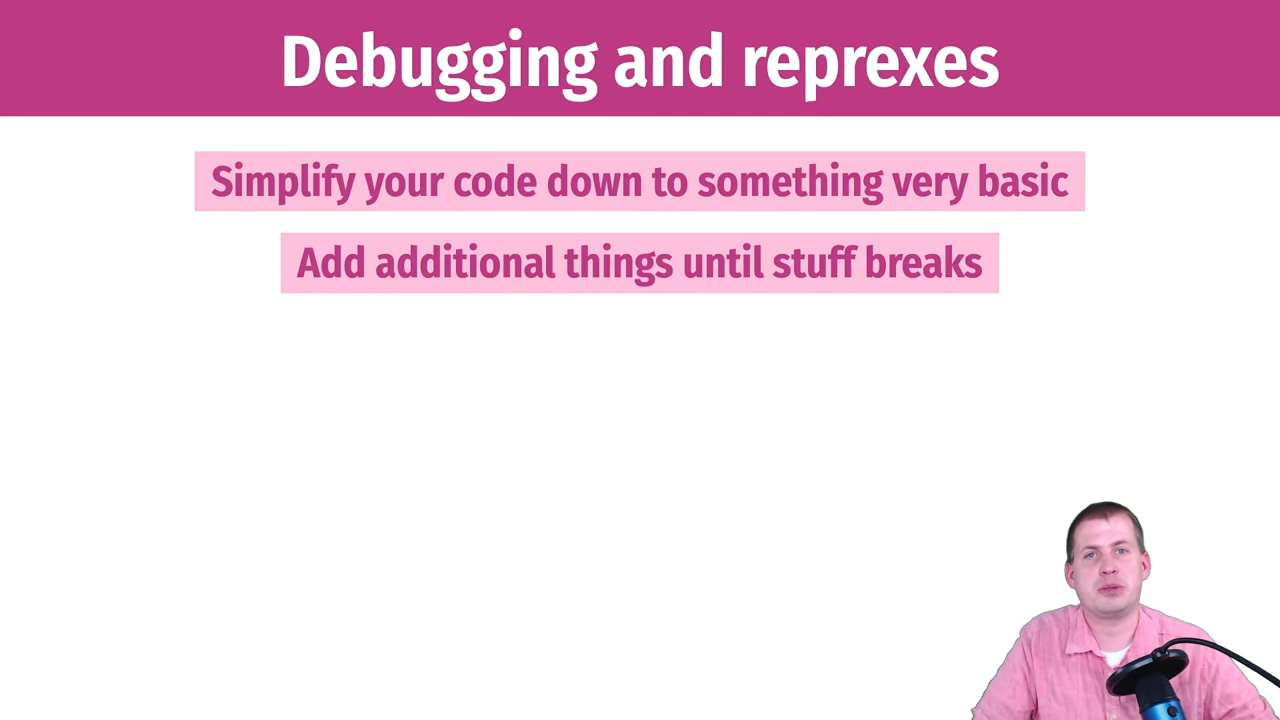 Debugging and reprexes
Simplify your code down to something very basic
Add additional things until stuff breaks